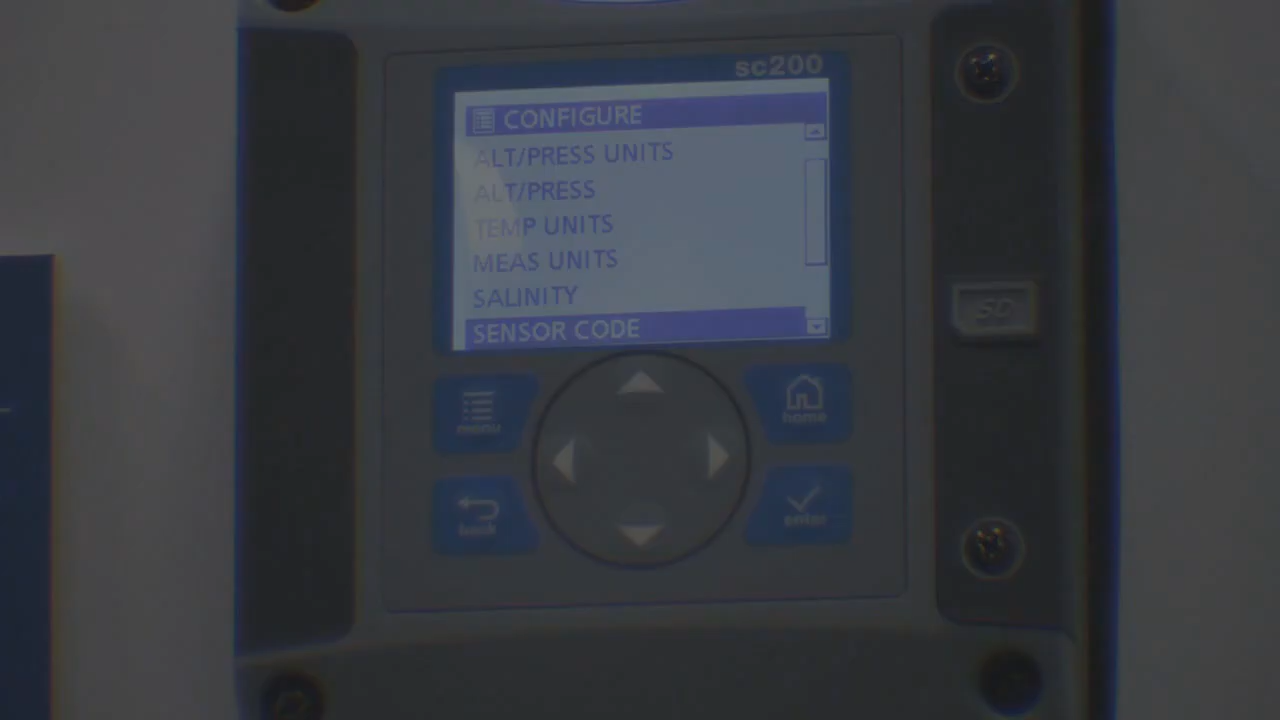 sc200
CONFIGURE
ALT/PRESS UNITS
ALT/PRESS
TEMP UNITS
MEAS UNITS
SALINITY
SENSOR CODE
menu
home
back
enter
SD